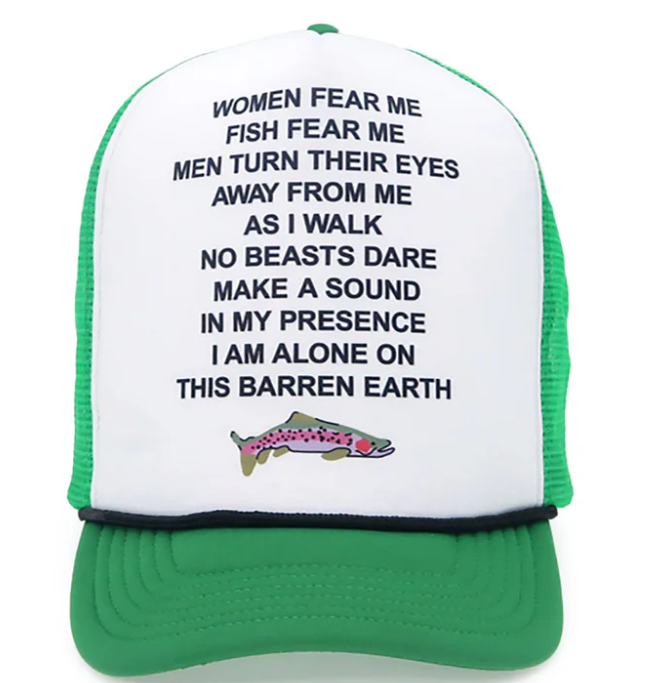 WOMEN FEAR ME
FISH FEAR ME
MEN TURN THEIR EYES
AWAY FROM ME
AS I WALK
NO BEASTS DARE
MAKE A SOUND
IN MY PRESENCE
I AM ALONE ON
THIS BARREN EARTH